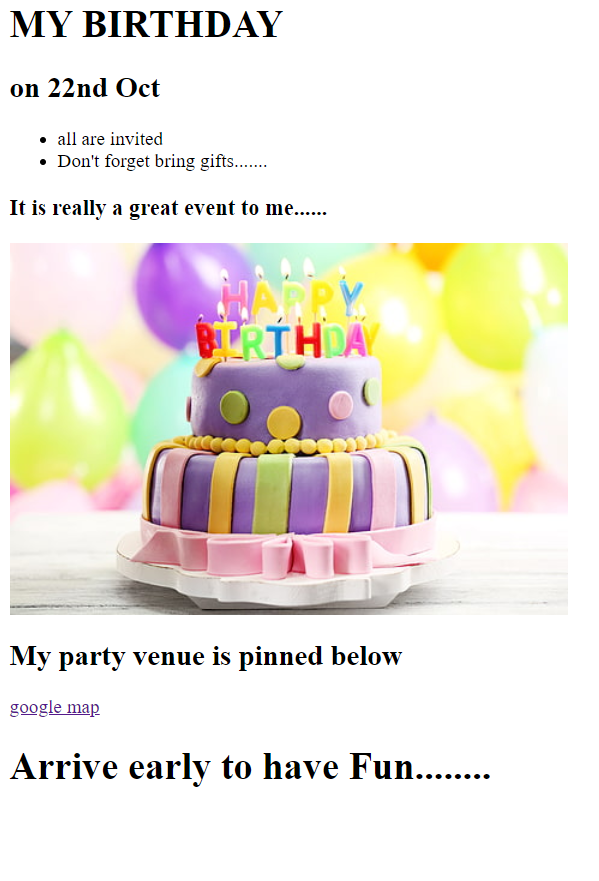 MY BIRTHDAY
on 22nd Oct
all are invited
Don't forget bring gifts.......
It is really a great event to me......
HAPPY
BIRTHDAY
My party venue is pinned below
google map
Arrive early to have Fun........